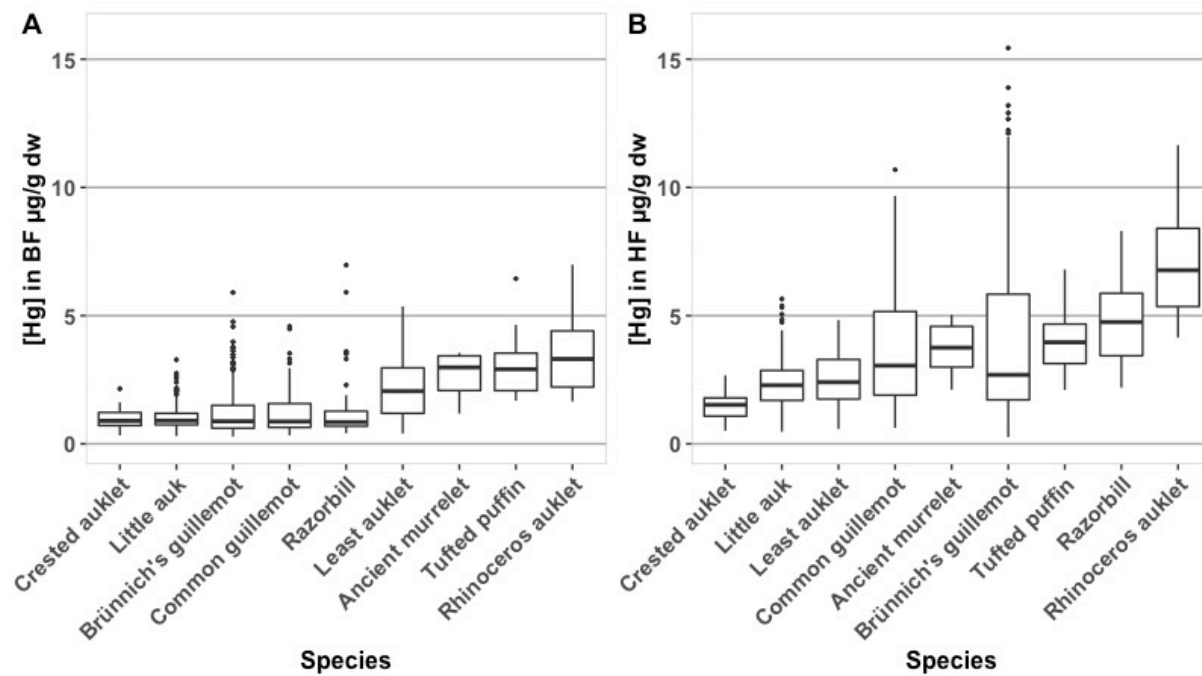 A
[Hg] in BF µg/g dw
15
10
5
0
Crested auklet
Little auk
Brünnich's guillemot
Common guillemot
Razorbill
Least auklet
Ancient murrelet
Tufted puffin
Rhinoceros auklet
Species
B
[Hg] in HF µg/g dw
15
10
5
0
Crested auklet
Little auk
Least auklet
Common guillemot
Ancient murrelet
Brünnich's guillemot
Tufted puffin
Razorbill
Rhinoceros auklet
Species